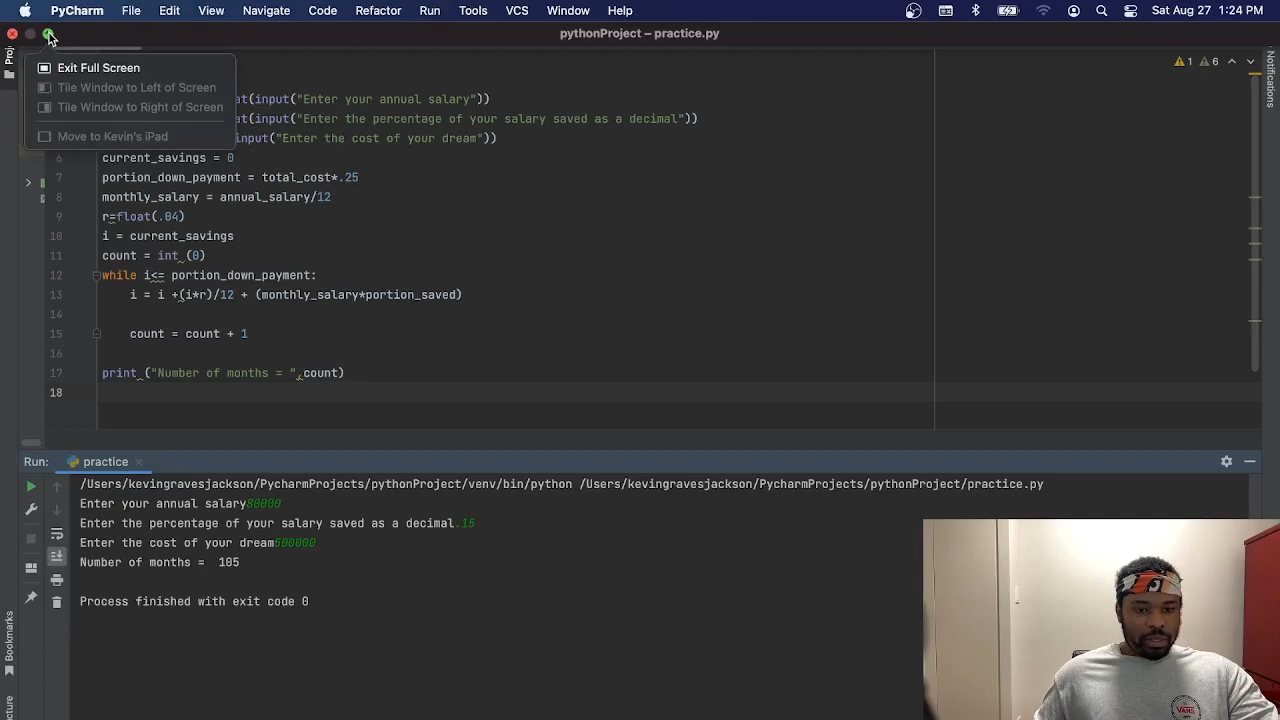 PyCharm File Edit View Navigate Code Refactor Run Tools VCS Window Help Sat Aug 27 1:24 PM
pythonProject – practice.py
Exit Full Screen
Tile Window to Left of Screen
Tile Window to Right of Screen
Move to Kevin's iPad
1 6
Notifications
(input("Enter your annual salary"))
(input("Enter the percentage of your salary saved as a decimal"))
input("Enter the cost of your dream"))
6 current_savings = 0
7 portion_down_payment = total_cost*.25
8 monthly_salary = annual_salary/12
9 r=float(.04)
10 i = current_savings
11 count = int (0)
12 while i<= portion_down_payment:
13 i = i +(i*r)/12 + (monthly_salary*portion_saved)
14
15 count = count + 1
16
17 print ("Number of months = ",count)
18
Run: practice
/Users/kevingravesjackson/PycharmProjects/pythonProject/venv/bin/python /Users/kevingravesjackson/PycharmProjects/pythonProject/practice.py
Enter your annual salary80000
Enter the percentage of your salary saved as a decimal.15
Enter the cost of your dream500000
Number of months =  105
Process finished with exit code 0
Bookmarks
VANS